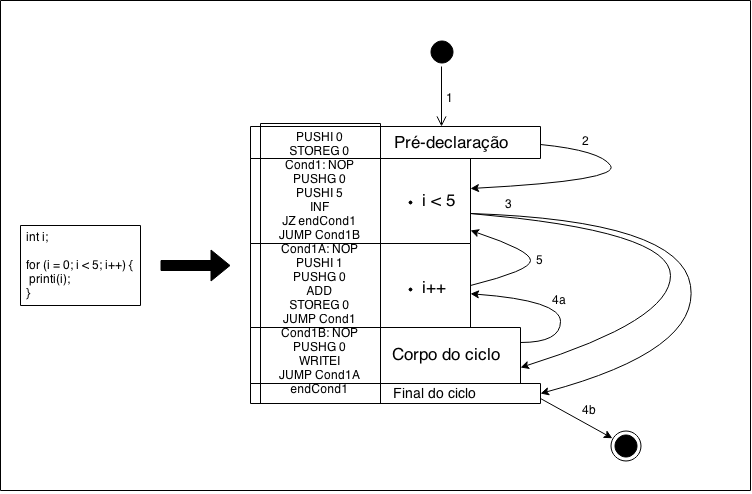 1
PUSHI 0
STOREG 0
Pré-declaração
2
Cond1: NOP
PUSHG 0
PUSHI 5
INF
JZ endCond1
JUMP Cond1B
• i < 5
3
int i;
for (i = 0; i < 5; i++) {
printi(i);
}
Cond1A: NOP
PUSHI 1
PUSHG 0
ADD
STOREG 0
JUMP Cond1
• i++
5
4a
Cond1B: NOP
PUSHG 0
WRITEI
JUMP Cond1A
Corpo do ciclo
endCond1
Final do ciclo
4b